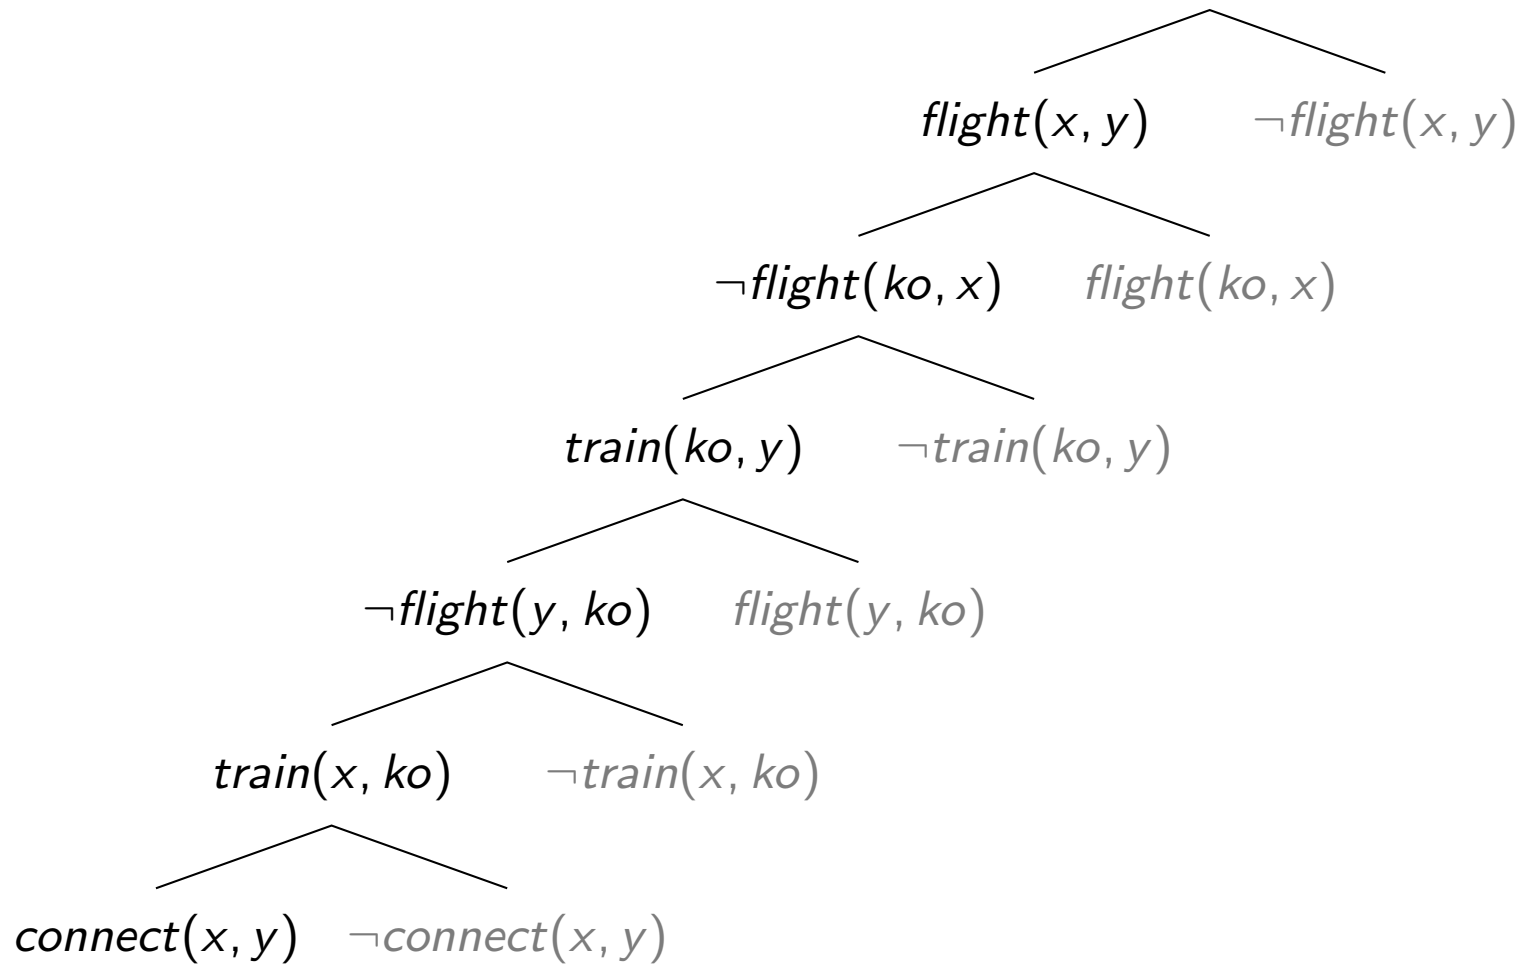 flight(x, y) ¬flight(x, y)
¬flight(ko, x) flight(ko, x)
train(ko, y) ¬train(ko, y)
¬flight(y, ko) flight(y, ko)
train(x, ko) ¬train(x, ko)
connect(x, y) ¬connect(x, y)